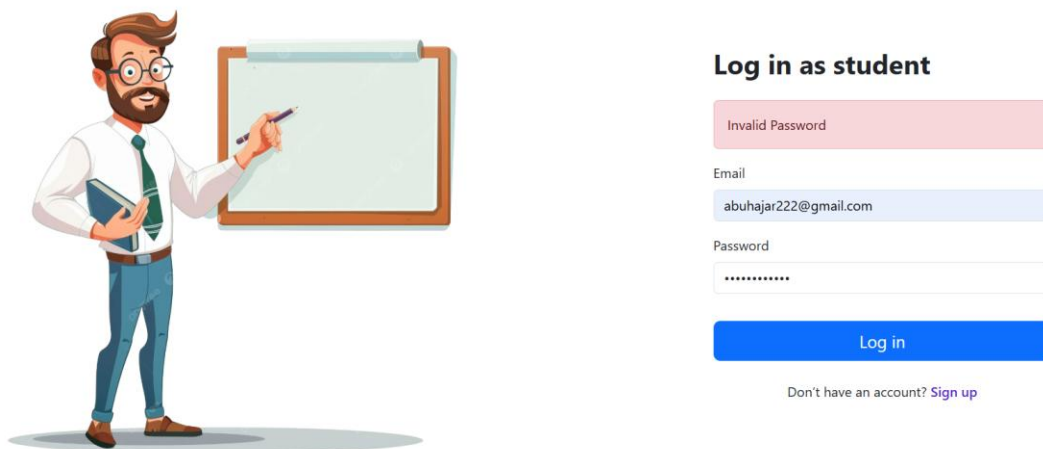 Log in as student
Invalid Password
Email
abuhajar222@gmail.com
Password
••••••••••••
Log in
Don't have an account? Sign up